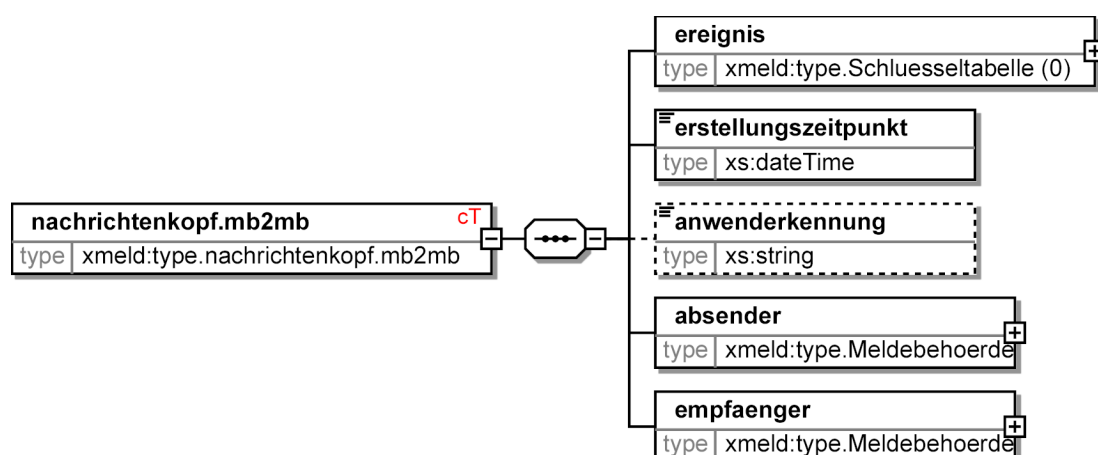 ereignis
type xmeld:type.Schluesseltabelle (0)
erstellungszeitpunkt
type xs:dateTime
nachrichtenkopf.mb2mb cT
type xmeld:type.nachrichtenkopf.mb2mb
anwenderkennung
type xs:string
absender
type xmeld:type.Meldebehoerde
empfaenger
type xmeld:type.Meldebehoerde